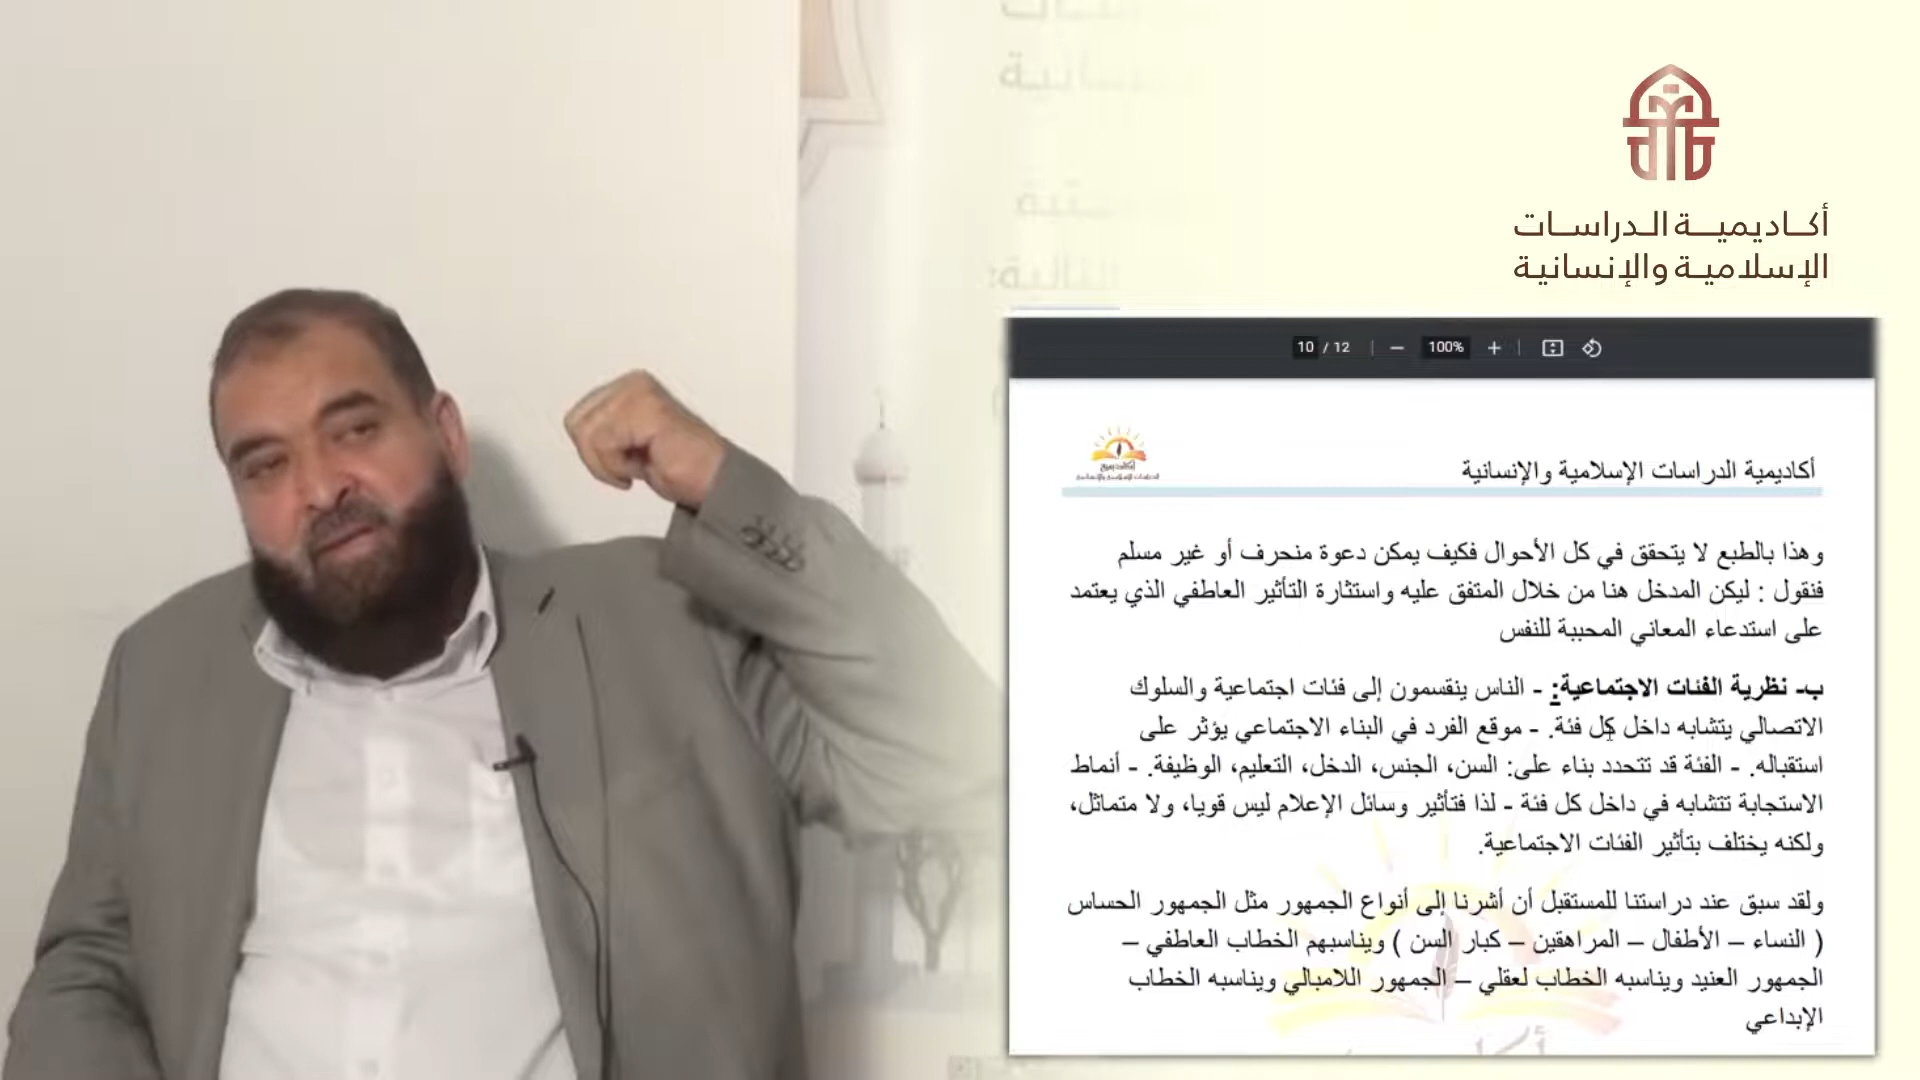 أكاديمية الدراسات
الإسلامية والإنسانية
10 / 12
100%
أكاديمية الدراسات الإسلامية والإنسانية
وهذا بالطبع لا يتحقق في كل الأحوال فكيف يمكن دعوة منحرف أو غير مسلم
فنقول : ليكن المدخل هنا من خلال المتفق عليه واستثارة التأثير العاطفي الذي يعتمد
على استدعاء المعاني المحببة للنفس
ب- نظرية الفئات الاجتماعية: - الناس ينقسمون إلى فئات اجتماعية والسلوك
الاتصالي يتشابه داخل كل فئة. - موقع الفرد في البناء الاجتماعي يؤثر على
استقباله. - الفئة قد تتحدد بناء على: السن، الجنس، الدخل، التعليم، الوظيفة. - أنماط
الاستجابة تتشابه في داخل كل فئة - لذا فتأثير وسائل الإعلام ليس قويا، ولا متماثل،
ولكنه يختلف بتأثير الفئات الاجتماعية.
ولقد سبق عند دراستنا للمستقبل أن أشرنا إلى أنواع الجمهور مثل الجمهور الحساس
( النساء – الأطفال – المراهقين – كبار السن ) ويناسبهم الخطاب العاطفي –
الجمهور العنيد ويناسبه الخطاب لعقلي – الجمهور اللامبالي ويناسبه الخطاب
الإبداعي